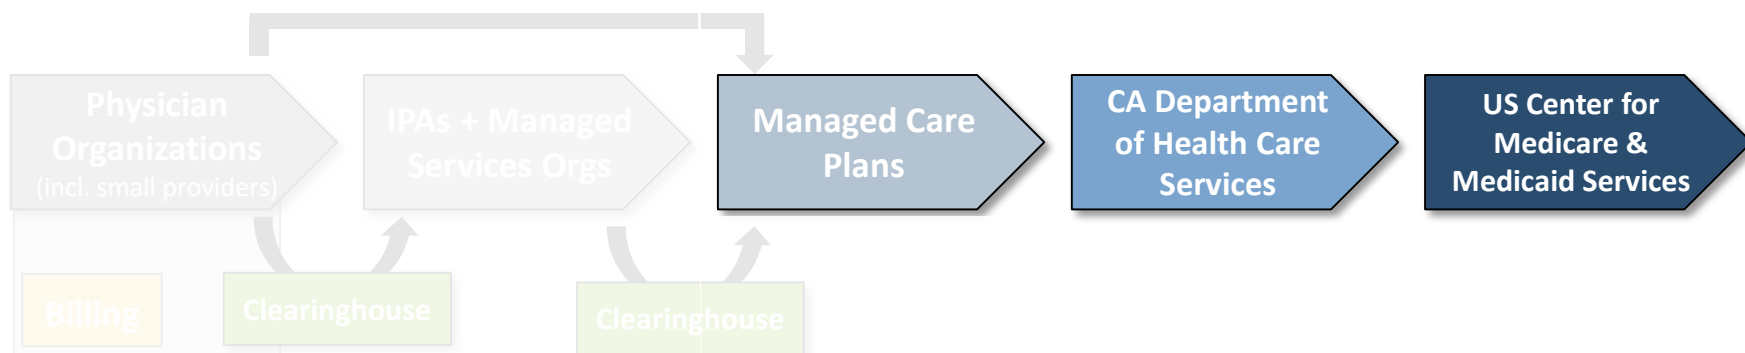 Physician
Organizations
(incl. small providers)
IPAs + Managed
Services Orgs
Managed Care
Plans
CA Department
of Health Care
Services
US Center for
Medicare &
Medicaid Services
Billing
Clearinghouse
Clearinghouse